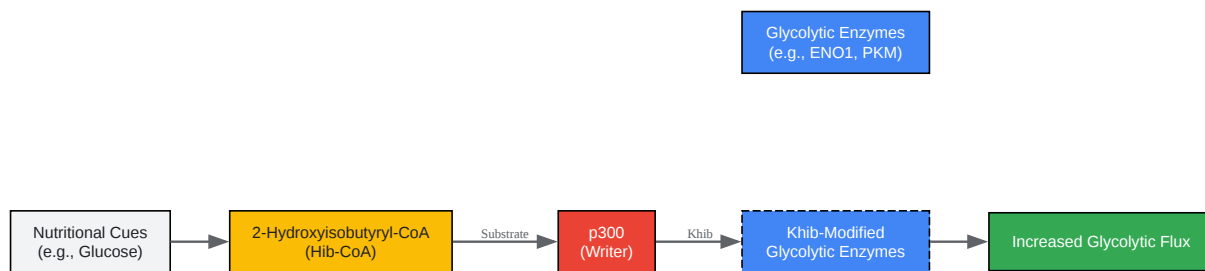 Glycolytic Enzymes
(e.g., ENO1, PKM)
Nutritional Cues
(e.g., Glucose)
2-Hydroxyisobutyryl-CoA
(Hib-CoA)
Substrate
p300
(Writer)
Khib
Khib-Modified
Glycolytic Enzymes
Increased Glycolytic Flux